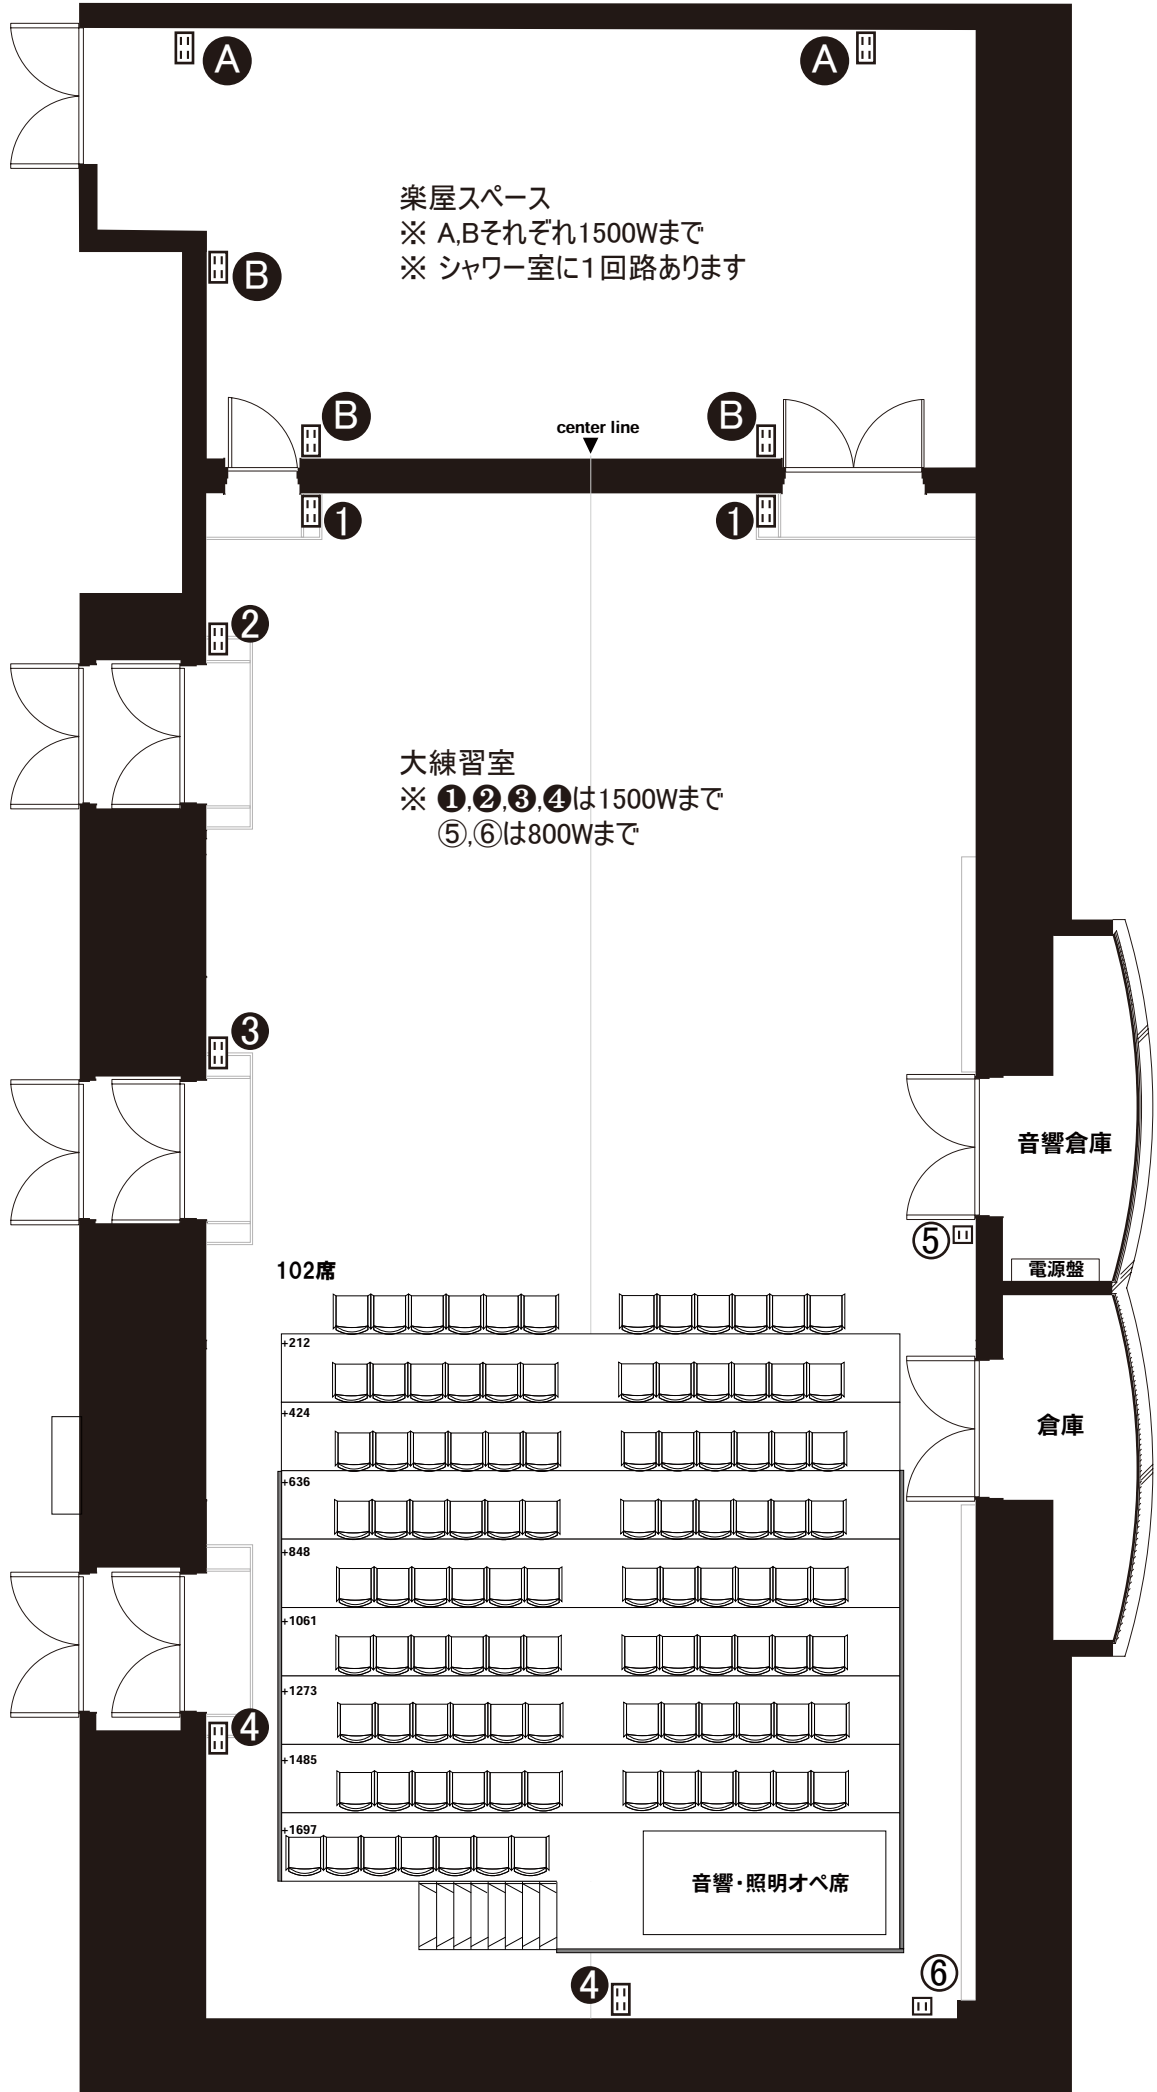 A
A
楽屋スペース
※ A,Bそれぞれ1500Wまで
※ シャワー室に1回路あります
B
B
B
center line
❶
❶
❷
大練習室
※ ❶,❷,❸,❹は1500Wまで
⑤,⑥は800Wまで
❸
音響倉庫
⑤
電源盤
102席
+212
+424
倉庫
+636
+848
+1061
+1273
❹
+1485
+1697
音響・照明オペ席
❹
⑥